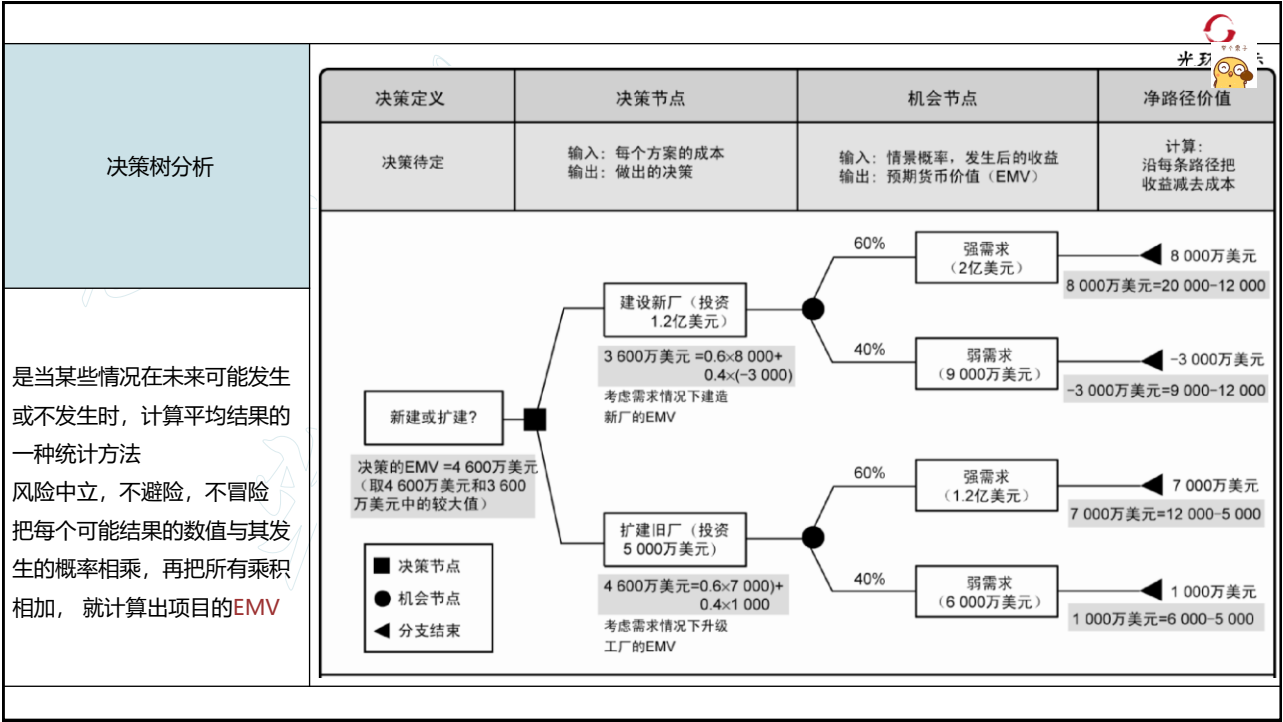 决策树分析
是当某些情况在未来可能发生
或不发生时，计算平均结果的
一种统计方法
风险中立，不避险，不冒险
把每个可能结果的数值与其发
生的概率相乘，再把所有乘积
相加， 就计算出项目的EMV
决策定义
决策节点
机会节点
净路径价值
决策待定
输入：每个方案的成本
输出：做出的决策
输入：情景概率，发生后的收益
输出：预期货币价值（EMV）
计算：
沿每条路径把
收益减去成本
新建或扩建?
决策的EMV =4 600万美元
（取4 600万美元和3 600
万美元中的较大值）
建设新厂（投资
1.2亿美元）
3 600万美元 =0.6×8 000+
0.4×(−3 000)
考虑需求情况下建造
新厂的EMV
60%
强需求
（2亿美元）
8 000万美元
8 000万美元=20 000−12 000
40%
弱需求
（9 000万美元）
−3 000万美元
−3 000万美元=9 000−12 000
扩建旧厂（投资
5 000万美元）
4 600万美元=0.6×7 000)+
0.4×1 000
考虑需求情况下升级
工厂的EMV
60%
强需求
（1.2亿美元）
7 000万美元
7 000万美元=12 000−5 000
40%
弱需求
（6 000万美元）
1 000万美元
1 000万美元=6 000−5 000
决策节点
机会节点
分支结束